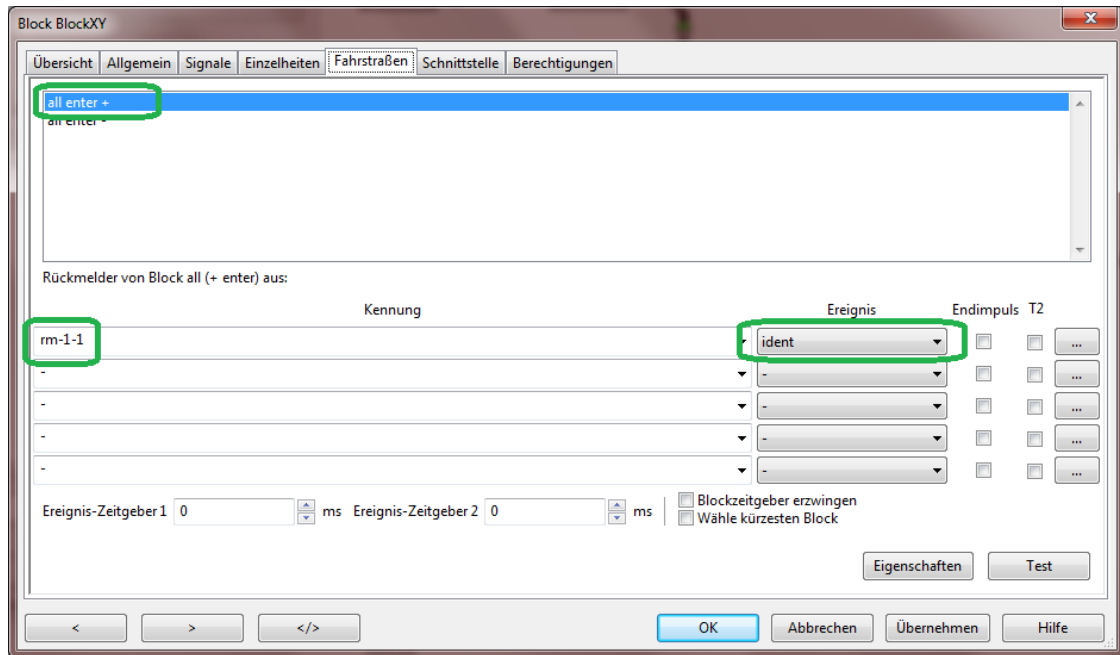 Block BlockXY
x
Übersicht Allgemein Signale Einzelheiten Fahrstraßen Schnittstelle Berechtigungen
all enter +
all enter -
Rückmelder von Block all (+ enter) aus:
Kennung Ereignis Endimpuls T2
rm-1-1 ident ...
- - ...
- - ...
- - ...
- - ...
Ereignis-Zeitgeber 1 0 ms Ereignis-Zeitgeber 2 0 ms Blockzeitgeber erzwingen
Wähle kürzesten Block
Eigenschaften Test
< > </> OK Abbrechen Übernehmen Hilfe